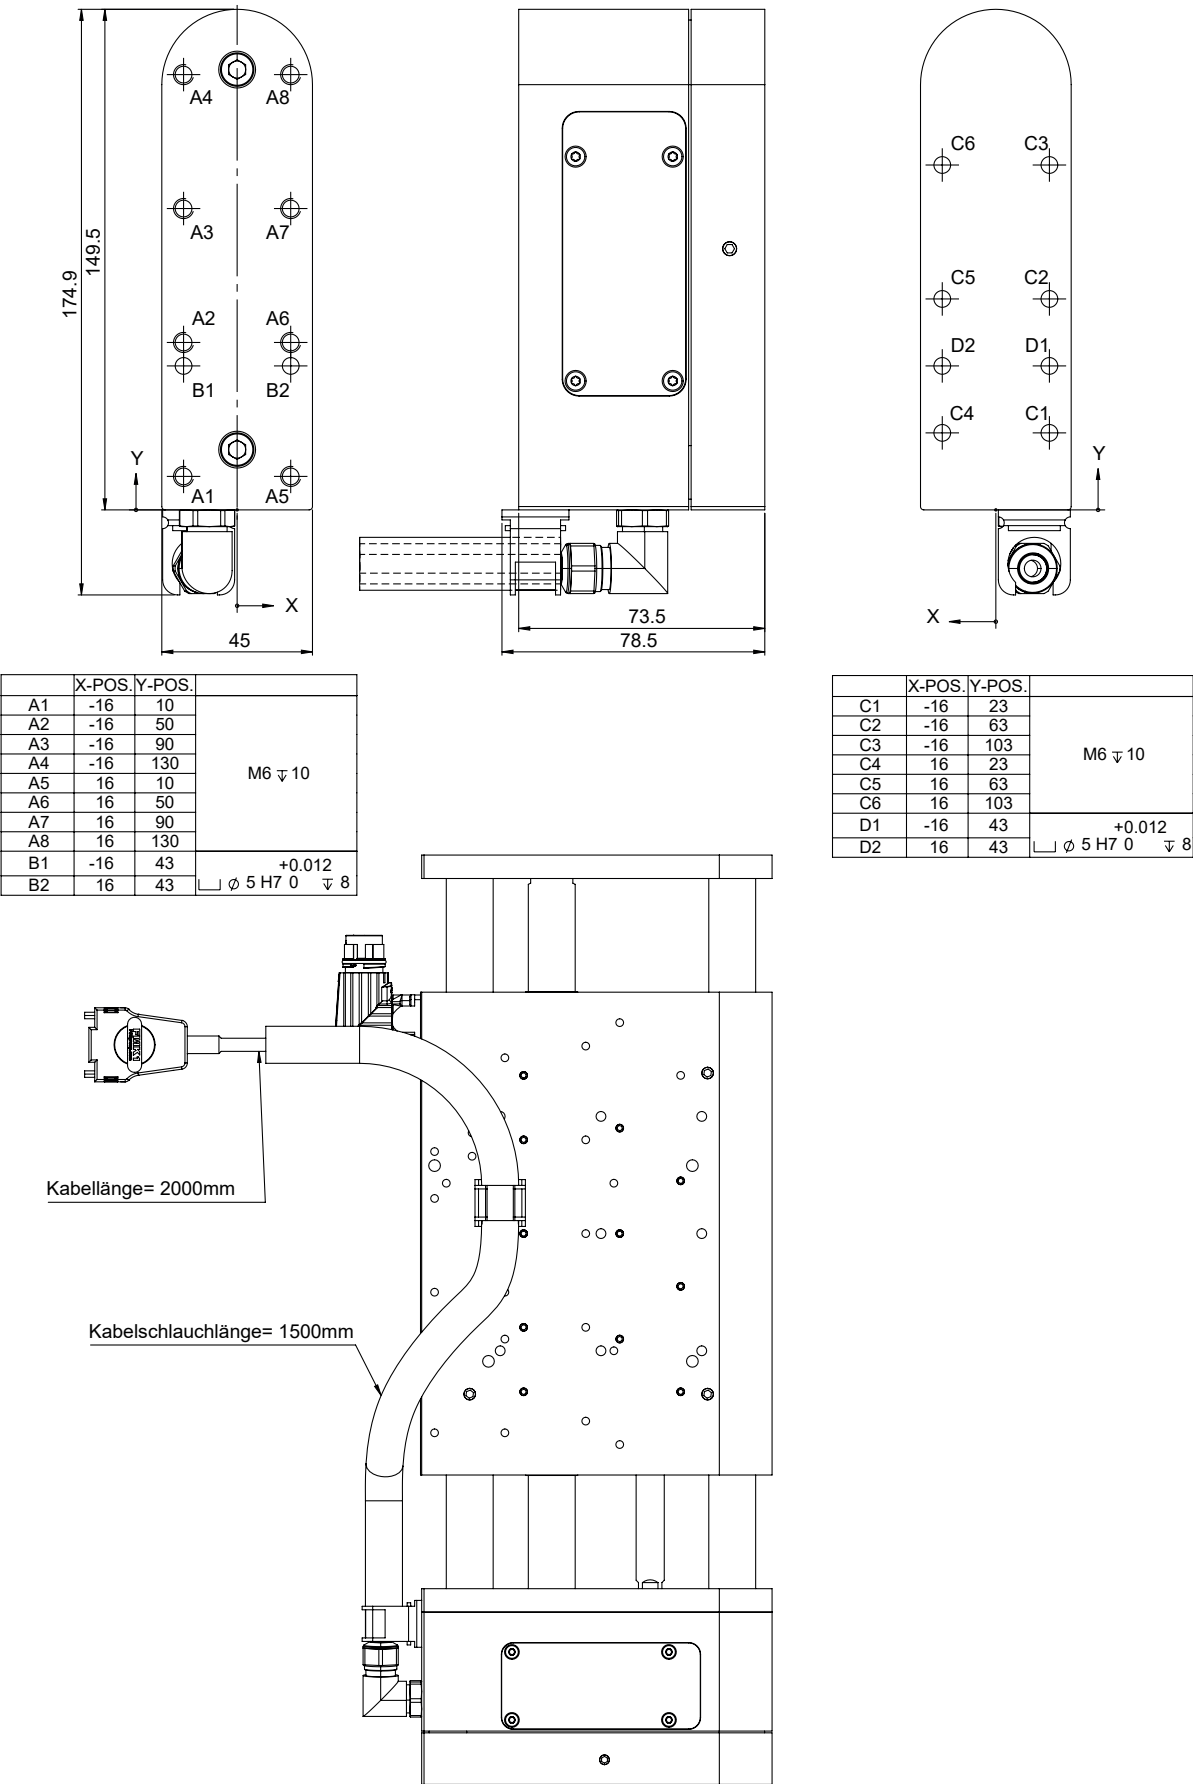 A4 A8
C6 C3
A3 A7
174.9
149.5
A2 A6
C5 C2
B1 B2
D2 D1
C4 C1
Y
A1 A5
Y
X
45
73.5
78.5
X
X-POS. Y-POS.
A1 -16 10
A2 -16 50
A3 -16 90
A4 -16 130
A5 16 10
A6 16 50
A7 16 90
A8 16 130
M6 ↧ 10
B1 -16 43
B2 16 43
+0.012
⌴ ⌀ 5 H7 0 ↧ 8
X-POS. Y-POS.
C1 -16 23
C2 -16 63
C3 -16 103
C4 16 23
C5 16 63
C6 16 103
M6 ↧ 10
D1 -16 43
D2 16 43
+0.012
⌴ ⌀ 5 H7 0 ↧ 8
Kabellänge= 2000mm
Kabelschlauchlänge= 1500mm